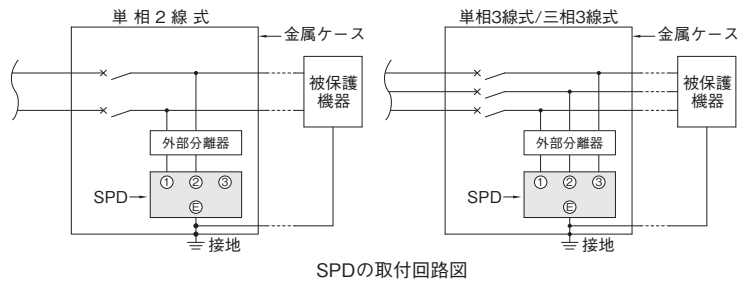 単相2線式
金属ケース
被保護
機器
外部分離器
① ② ③
SPD
Ⓔ
接地
単相3線式/三相3線式
金属ケース
被保護
機器
外部分離器
① ② ③
SPD
Ⓔ
接地
SPDの取付回路図